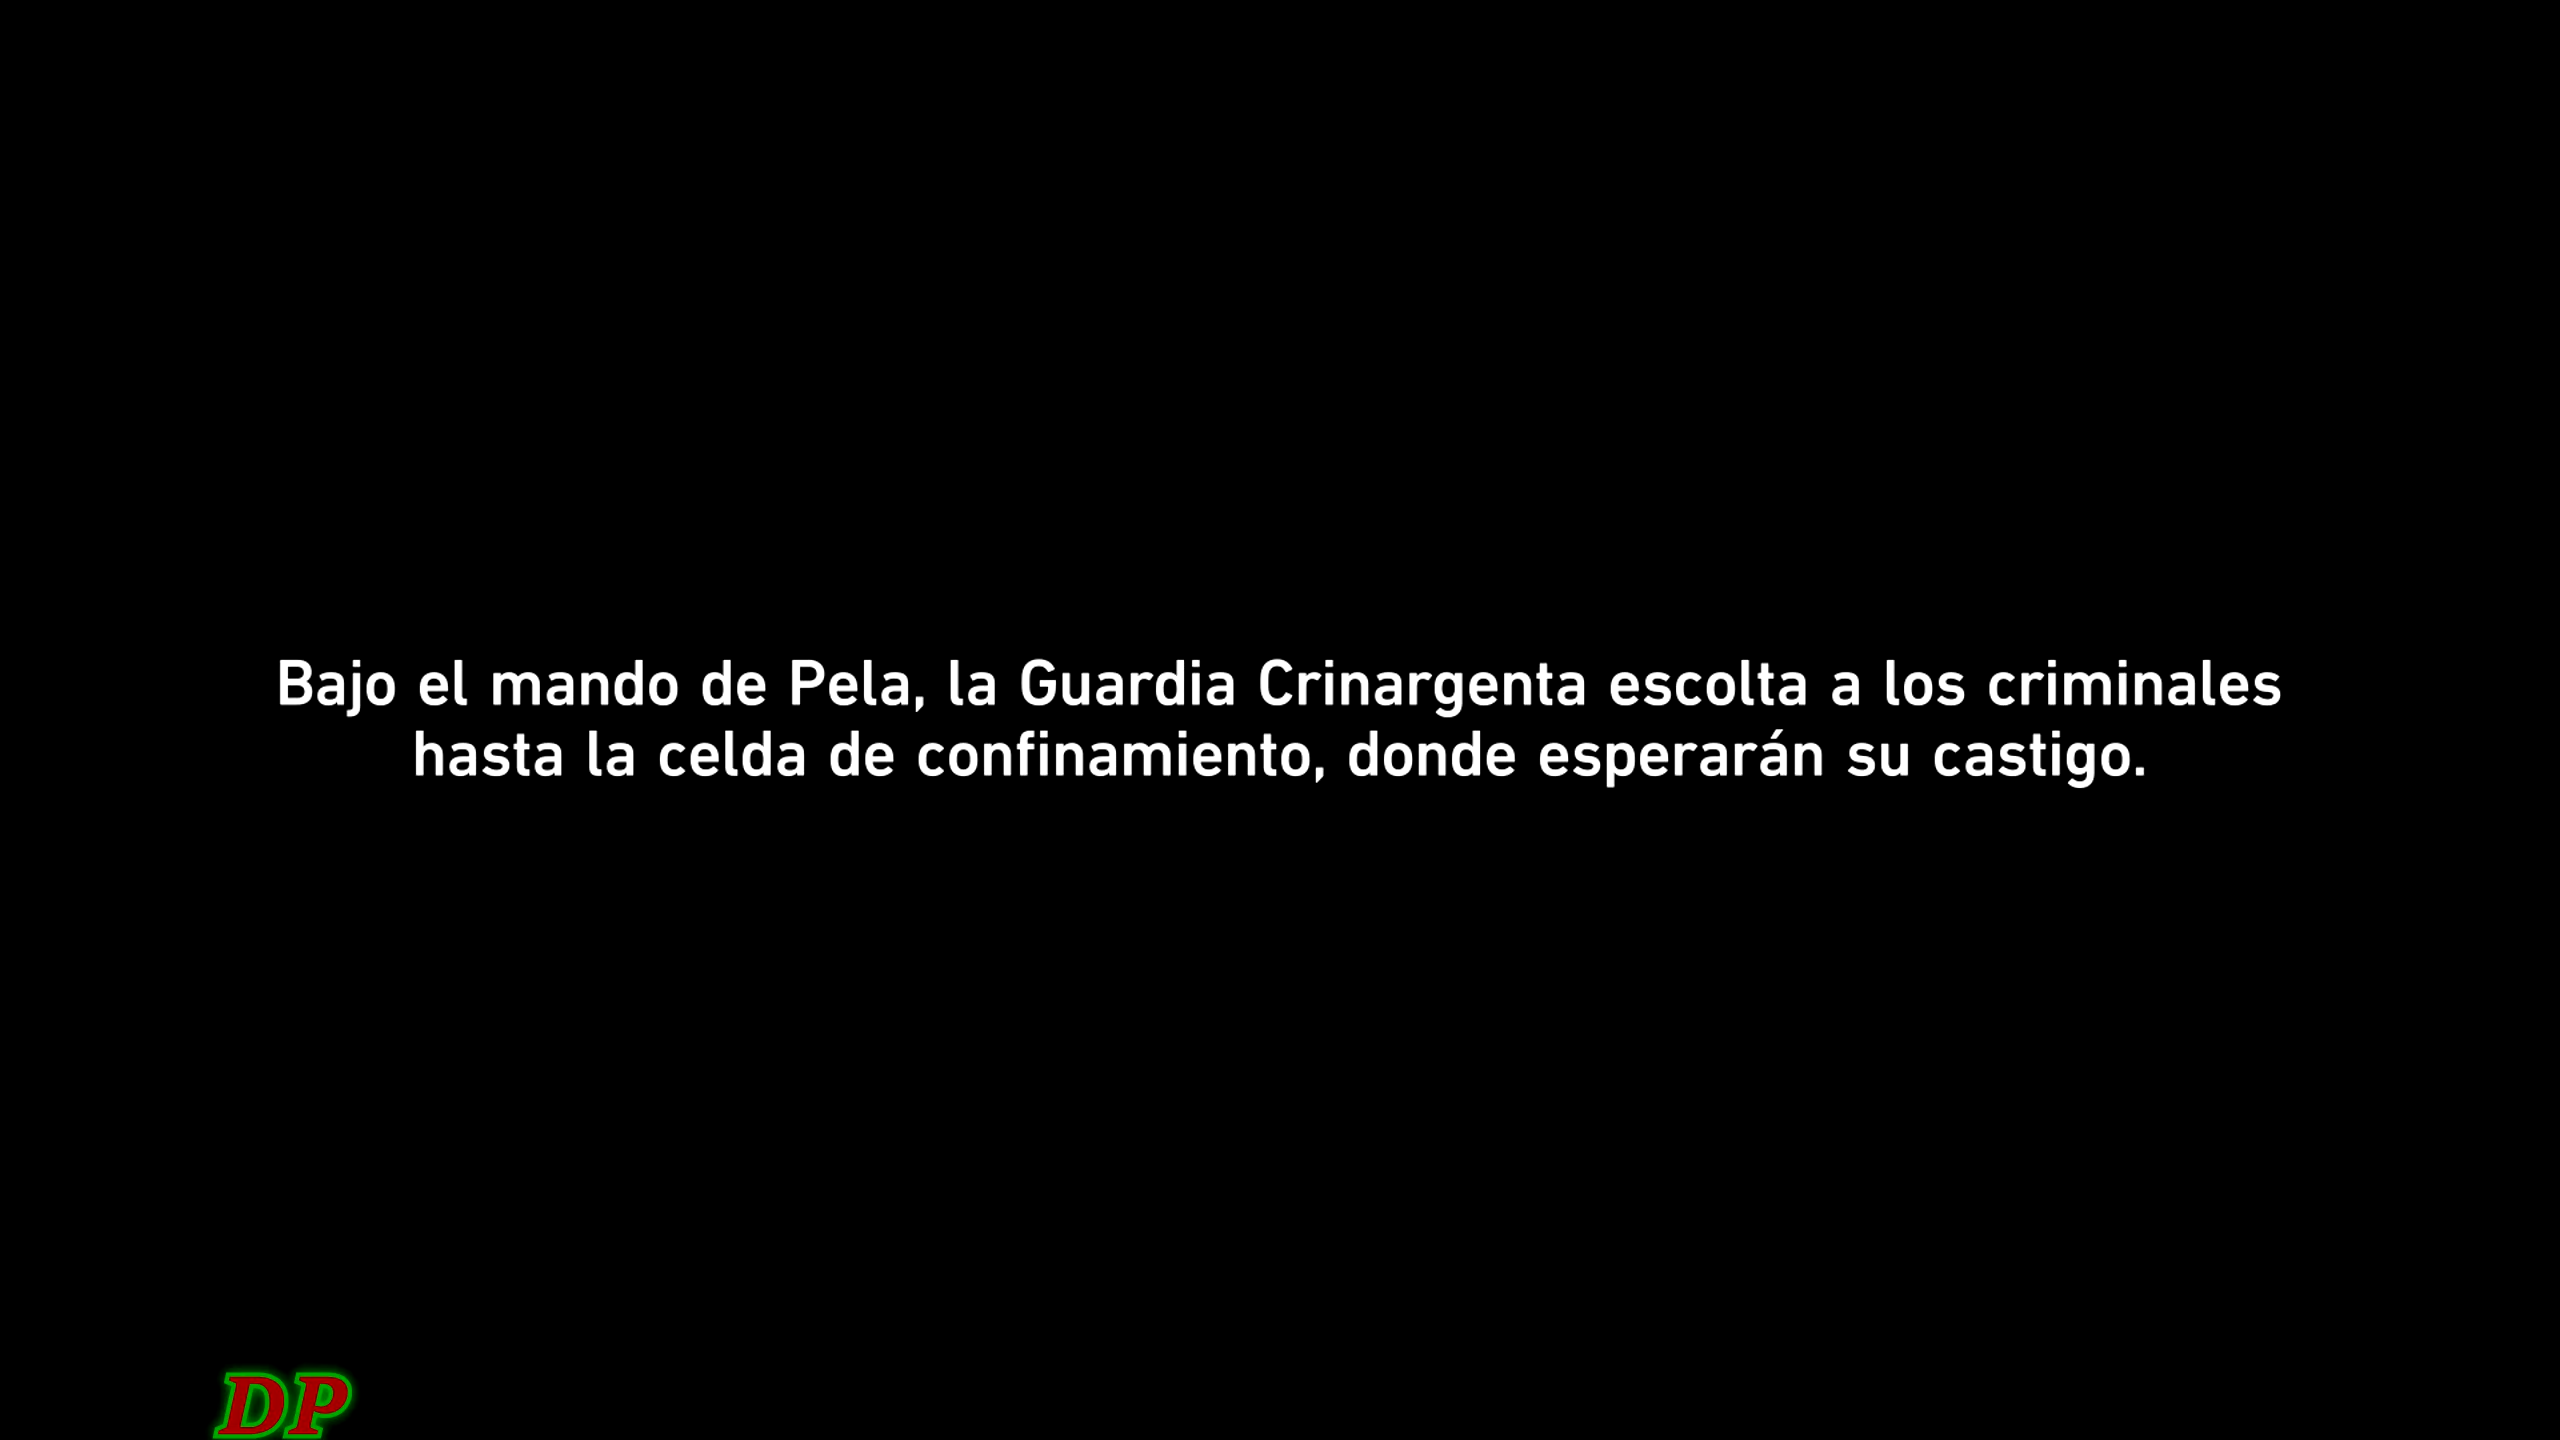 Bajo el mando de Pela, la Guardia Crinargenta escolta a los criminales
hasta la celda de confinamiento, donde esperarán su castigo.
DP